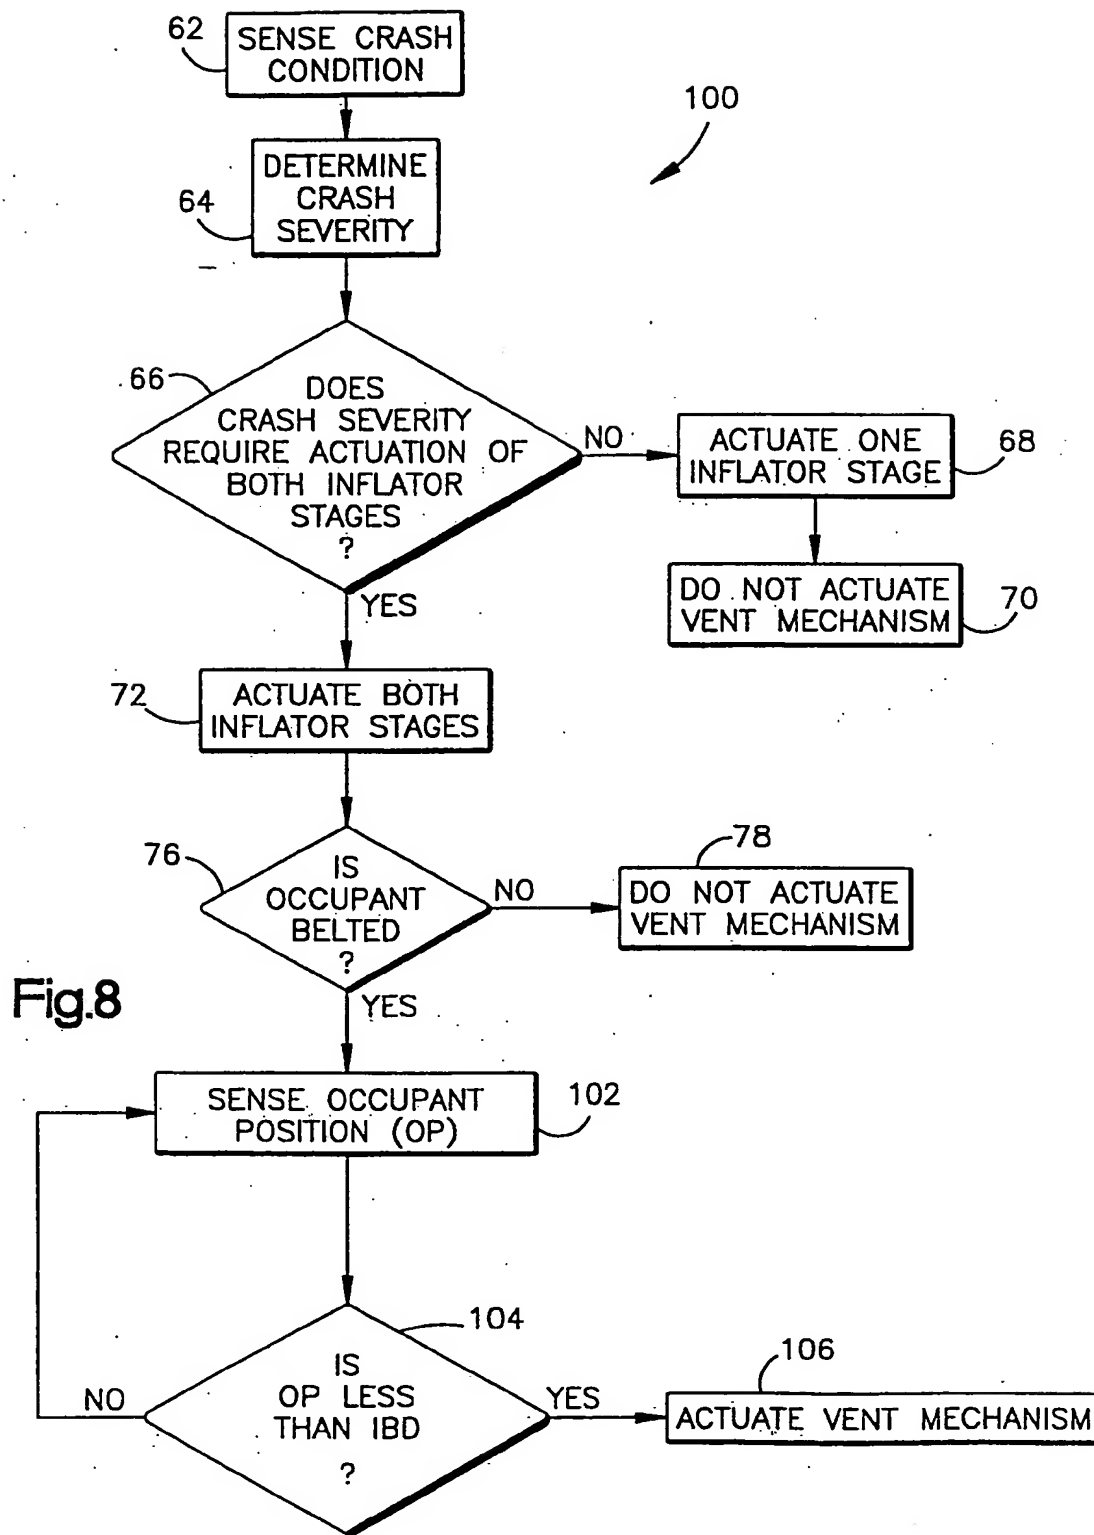 62
SENSE CRASH
CONDITION
100
64
DETERMINE
CRASH
SEVERITY
66
DOES
CRASH SEVERITY
REQUIRE ACTUATION OF
BOTH INFLATOR
STAGES
?
NO
ACTUATE ONE
INFLATOR STAGE
68
DO NOT ACTUATE
VENT MECHANISM
70
YES
72
ACTUATE BOTH
INFLATOR STAGES
76
IS
OCCUPANT
BELTED
?
NO
78
DO NOT ACTUATE
VENT MECHANISM
Fig.8
YES
SENSE OCCUPANT
POSITION (OP)
102
104
IS
OP LESS
THAN IBD
?
NO
YES
106
ACTUATE VENT MECHANISM